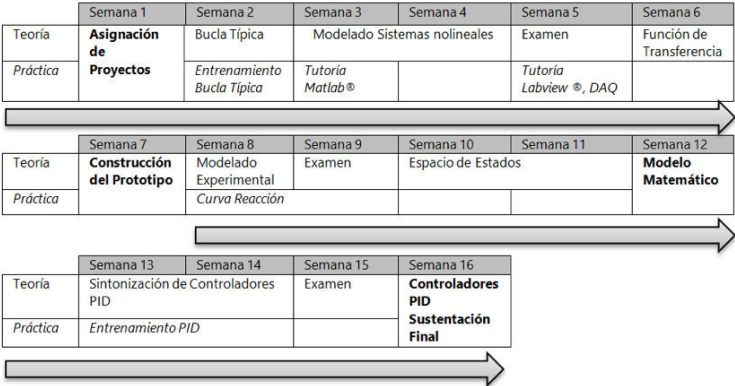 Semana 1 Semana 2 Semana 3 Semana 4 Semana 5 Semana 6
Teoría Asignación de Proyectos Bucla Típica Modelado Sistemas nolineales Examen Función de Transferencia
Práctica Entrenamiento Bucla Típica Tutoría Matlab® Tutoría Labview ®, DAQ
Semana 7 Semana 8 Semana 9 Semana 10 Semana 11 Semana 12
Teoría Construcción del Prototipo Modelado Experimental Examen Espacio de Estados Modelo Matemático
Práctica Curva Reacción
Semana 13 Semana 14 Semana 15 Semana 16
Teoría Sintonización de Controladores PID Examen Controladores PID Sustentación Final
Práctica Entrenamiento PID